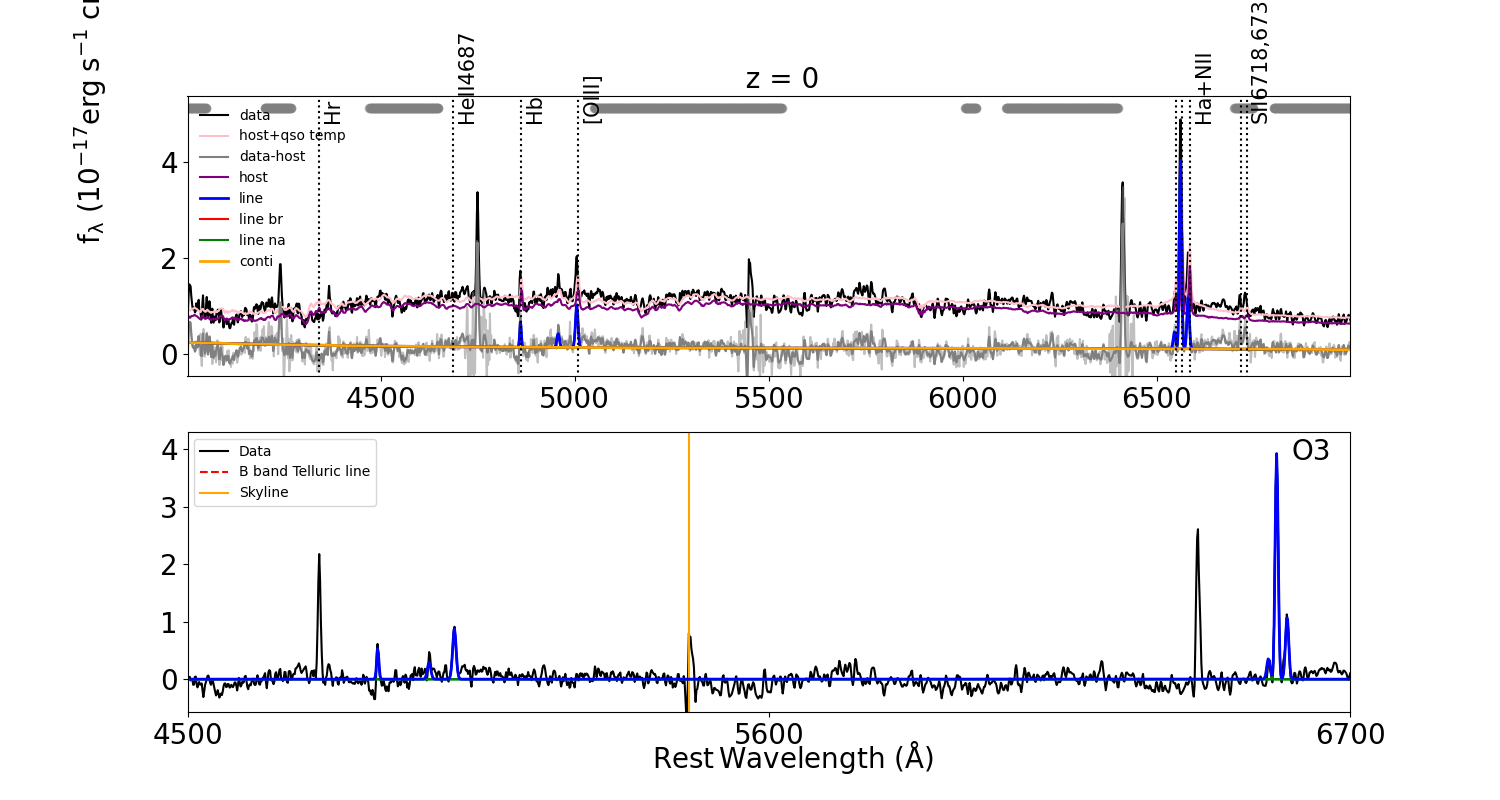 z = 0
f_λ (10^−17 erg s^−1 c
Hr
HeII4687
Hb
[OIII]
Ha+NII
SII6718,673
data
host+qso temp
data-host
host
line
line br
line na
conti
4
2
0
4500
5000
5500
6000
6500
Data
B band Telluric line
Skyline
O3
4
3
2
1
0
4500
5600
6700
Rest Wavelength (Å)